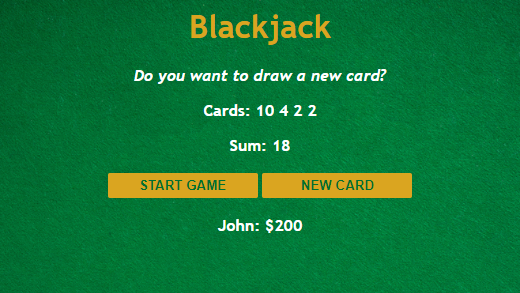 Blackjack
Do you want to draw a new card?
Cards: 10 4 2 2
Sum: 18
START GAME NEW CARD
John: $200